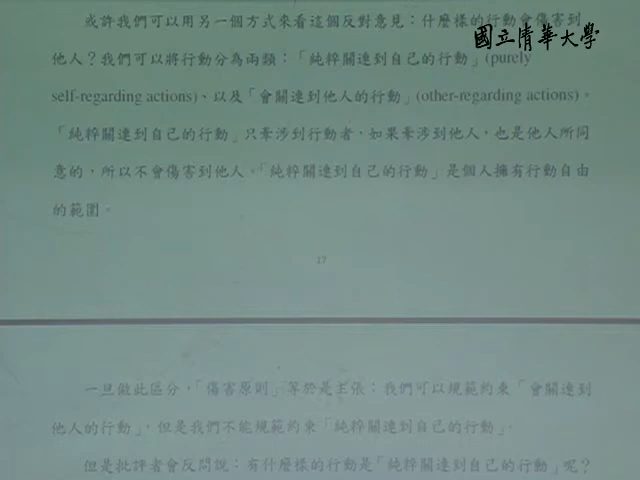 或許我們可以用另一個方式來看這個反對意見：什麼樣的行動會傷害到
國立清華大學
他人？我們可以將行動分為兩類：「純粹關連到自己的行動」(purely
self-regarding actions)、以及「會關連到他人的行動」(other-regarding actions)。
「純粹關連到自己的行動」只牽涉到行動者，如果牽涉到他人，也是他人所同
意的，所以不會傷害到他人。「純粹關連到自己的行動」是個人擁有行動自由
的範圍。
17
一旦做此區分，「傷害原則」等於是主張：我們可以規範約束「會關連到
他人的行動」，但是我們不能規範約束「純粹關連到自己的行動」。
但是批評者會反問說：有什麼樣的行動是「純粹關連到自己的行動」呢？